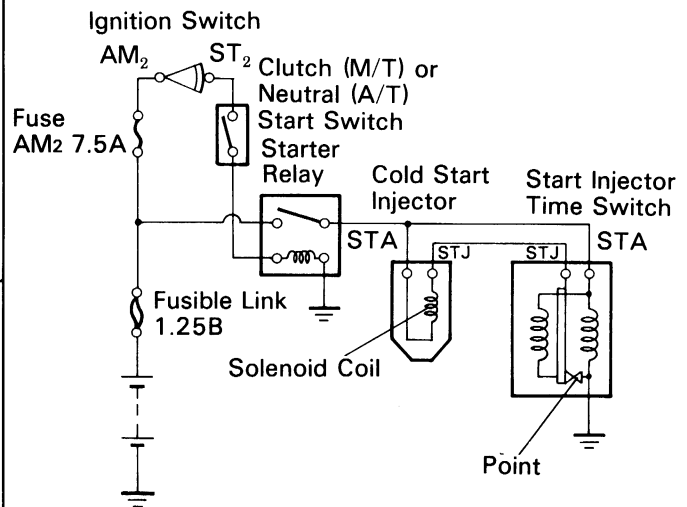 Ignition Switch
AM2
ST2
Clutch (M/T) or
Neutral (A/T)
Start Switch
Fuse
AM2 7.5A
Starter
Relay
Cold Start
Injector
Start Injector
Time Switch
STA
STJ
STJ
STA
Fusible Link
1.25B
Solenoid Coil
Point